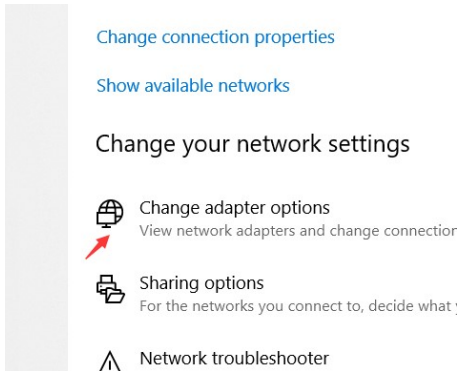 Change connection properties
Show available networks
Change your network settings
Change adapter options
View network adapters and change connection
Sharing options
For the networks you connect to, decide what
Network troubleshooter